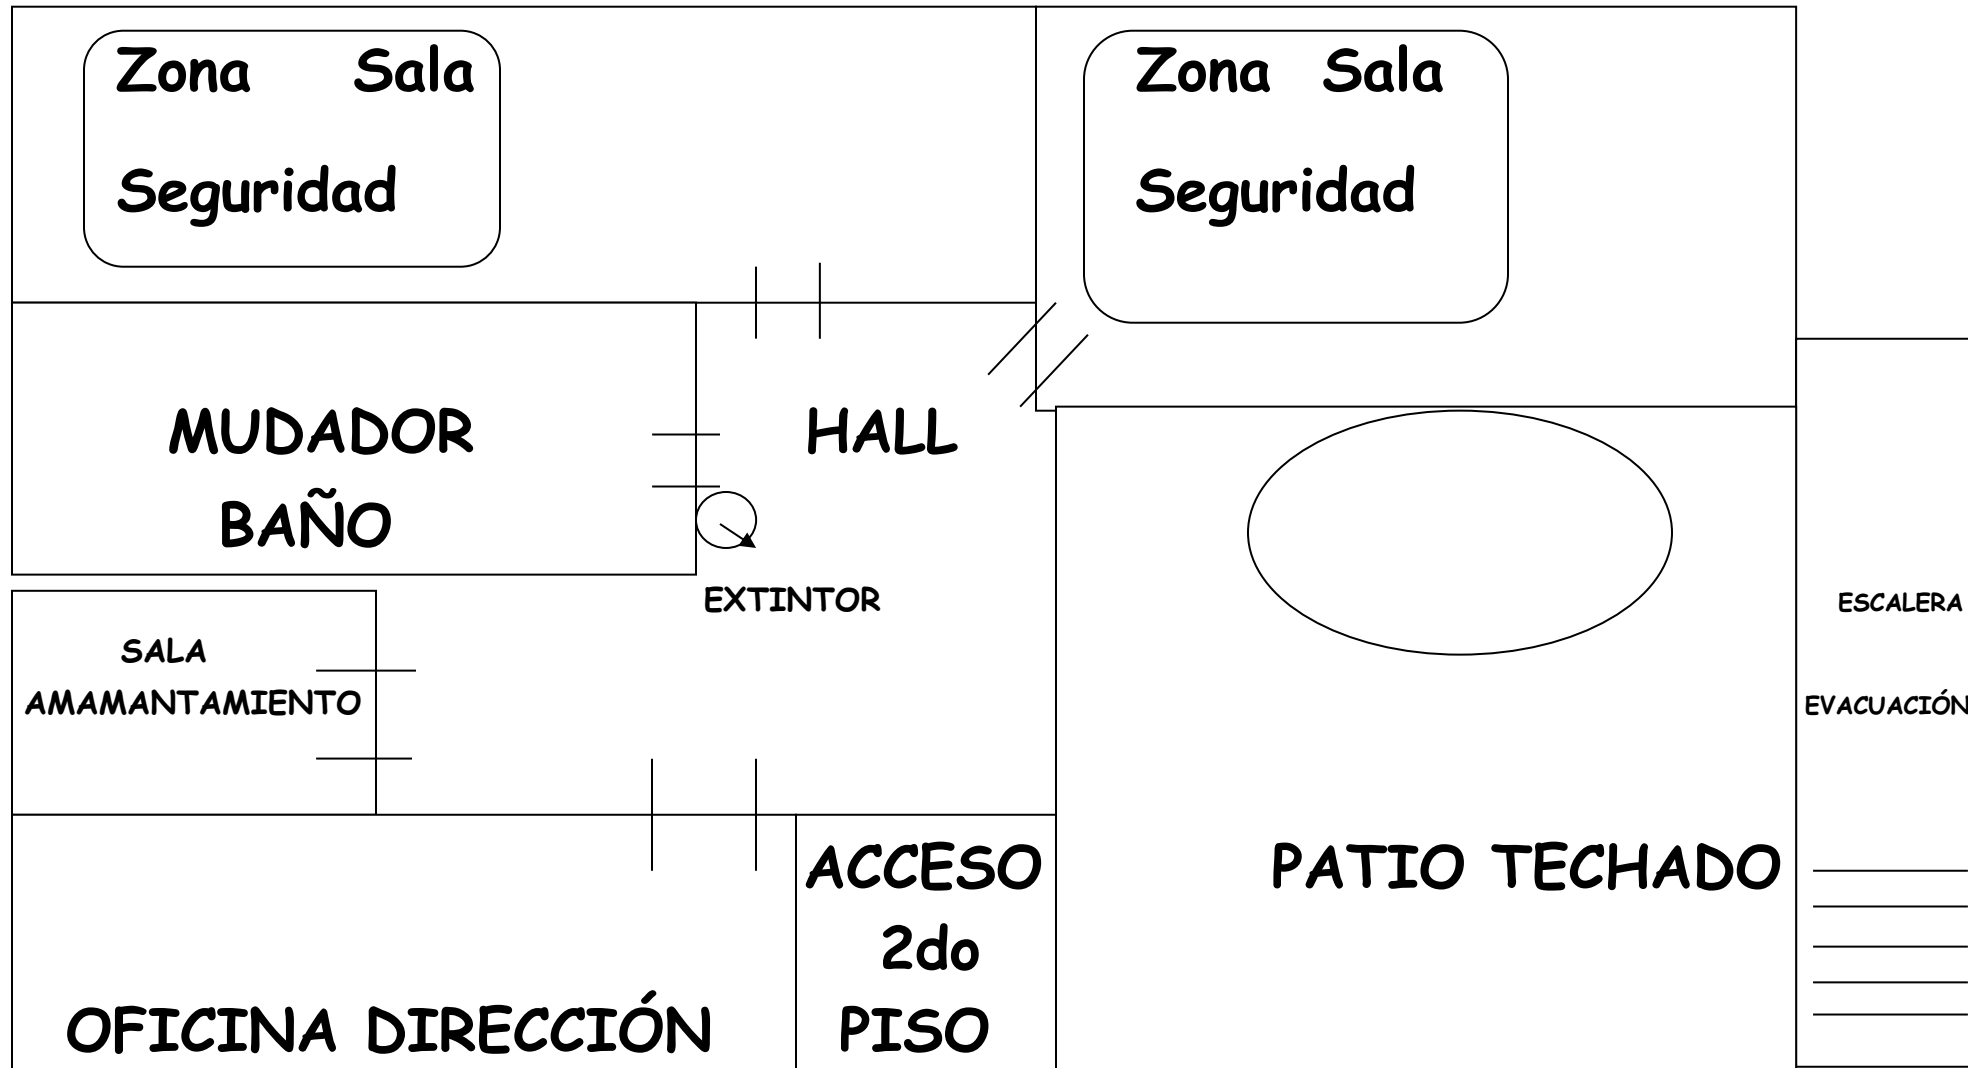 Zona Sala
Seguridad
Zona Sala
Seguridad
MUDADOR
BAÑO
HALL
EXTINTOR
SALA
AMAMANTAMIENTO
ESCALERA
EVACUACIÓN
OFICINA DIRECCIÓN
ACCESO
2do
PISO
PATIO TECHADO